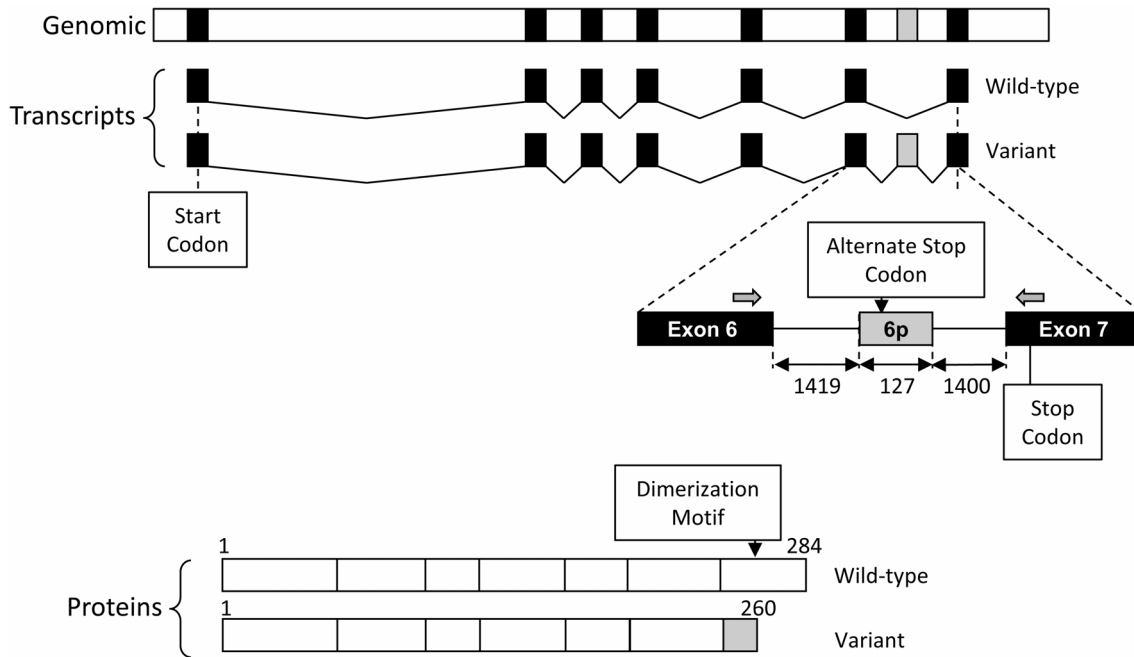 Genomic
Transcripts
Wild-type
Variant
Start
Codon
Alternate Stop
Codon
Exon 6
6p
Exon 7
1419
127
1400
Stop
Codon
Dimerization
Motif
Proteins
1
284
Wild-type
1
260
Variant